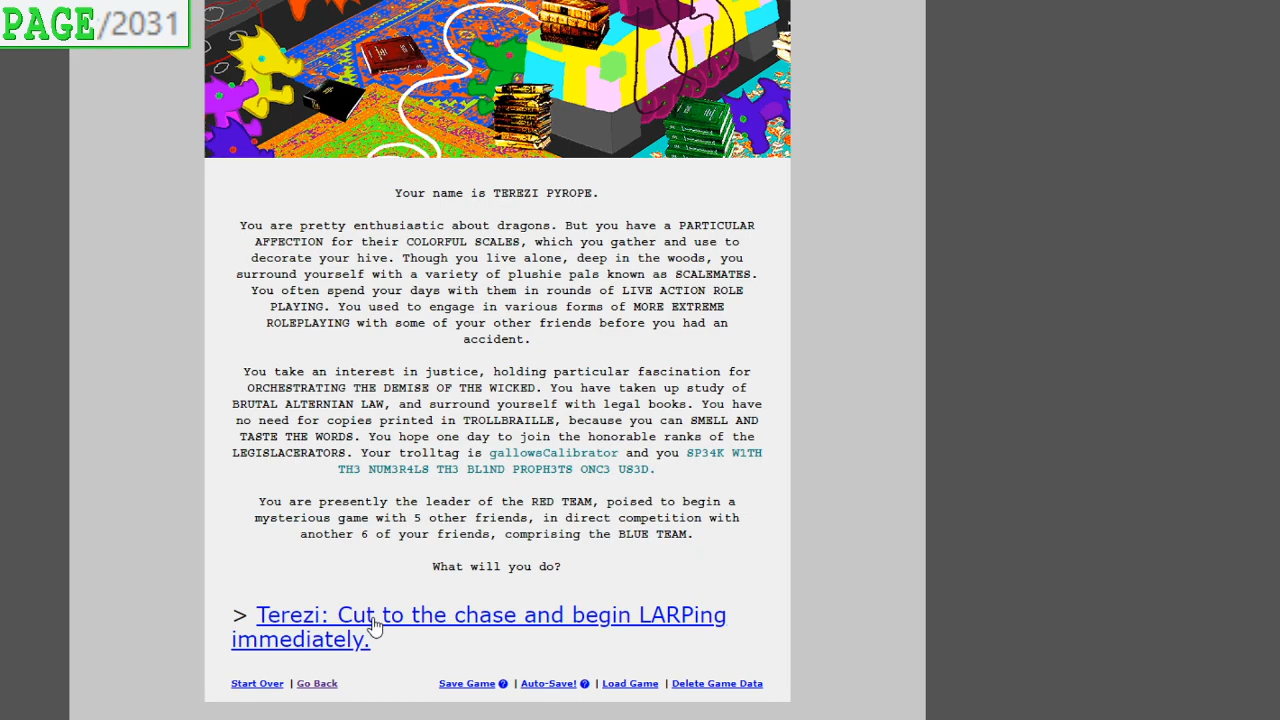 PAGE/2031
Your name is TEREZI PYROPE.
You are pretty enthusiastic about dragons. But you have a PARTICULAR
AFFECTION for their COLORFUL SCALES, which you gather and use to
decorate your hive. Though you live alone, deep in the woods, you
surround yourself with a variety of plushie pals known as SCALEMATES.
You often spend your days with them in rounds of LIVE ACTION ROLE
PLAYING. You used to engage in various forms of MORE EXTREME
ROLEPLAYING with some of your other friends before you had an
accident.
You take an interest in justice, holding particular fascination for
ORCHESTRATING THE DEMISE OF THE WICKED. You have taken up study of
BRUTAL ALTERNIAN LAW, and surround yourself with legal books. You have
no need for copies printed in TROLLBRAILLE, because you can SMELL AND
TASTE THE WORDS. You hope one day to join the honorable ranks of the
LEGISLACERATORS. Your trolltag is gallowsCalibrator and you SP34K W1TH
TH3 NUM3R4LS TH3 BL1ND PROPH3TS ONC3 US3D.
You are presently the leader of the RED TEAM, poised to begin a
mysterious game with 5 other friends, in direct competition with
another 6 of your friends, comprising the BLUE TEAM.
What will you do?
> Terezi: Cut to the chase and begin LARPing
immediately.
Start Over | Go Back Save Game ? | Auto-Save! ? | Load Game | Delete Game Data